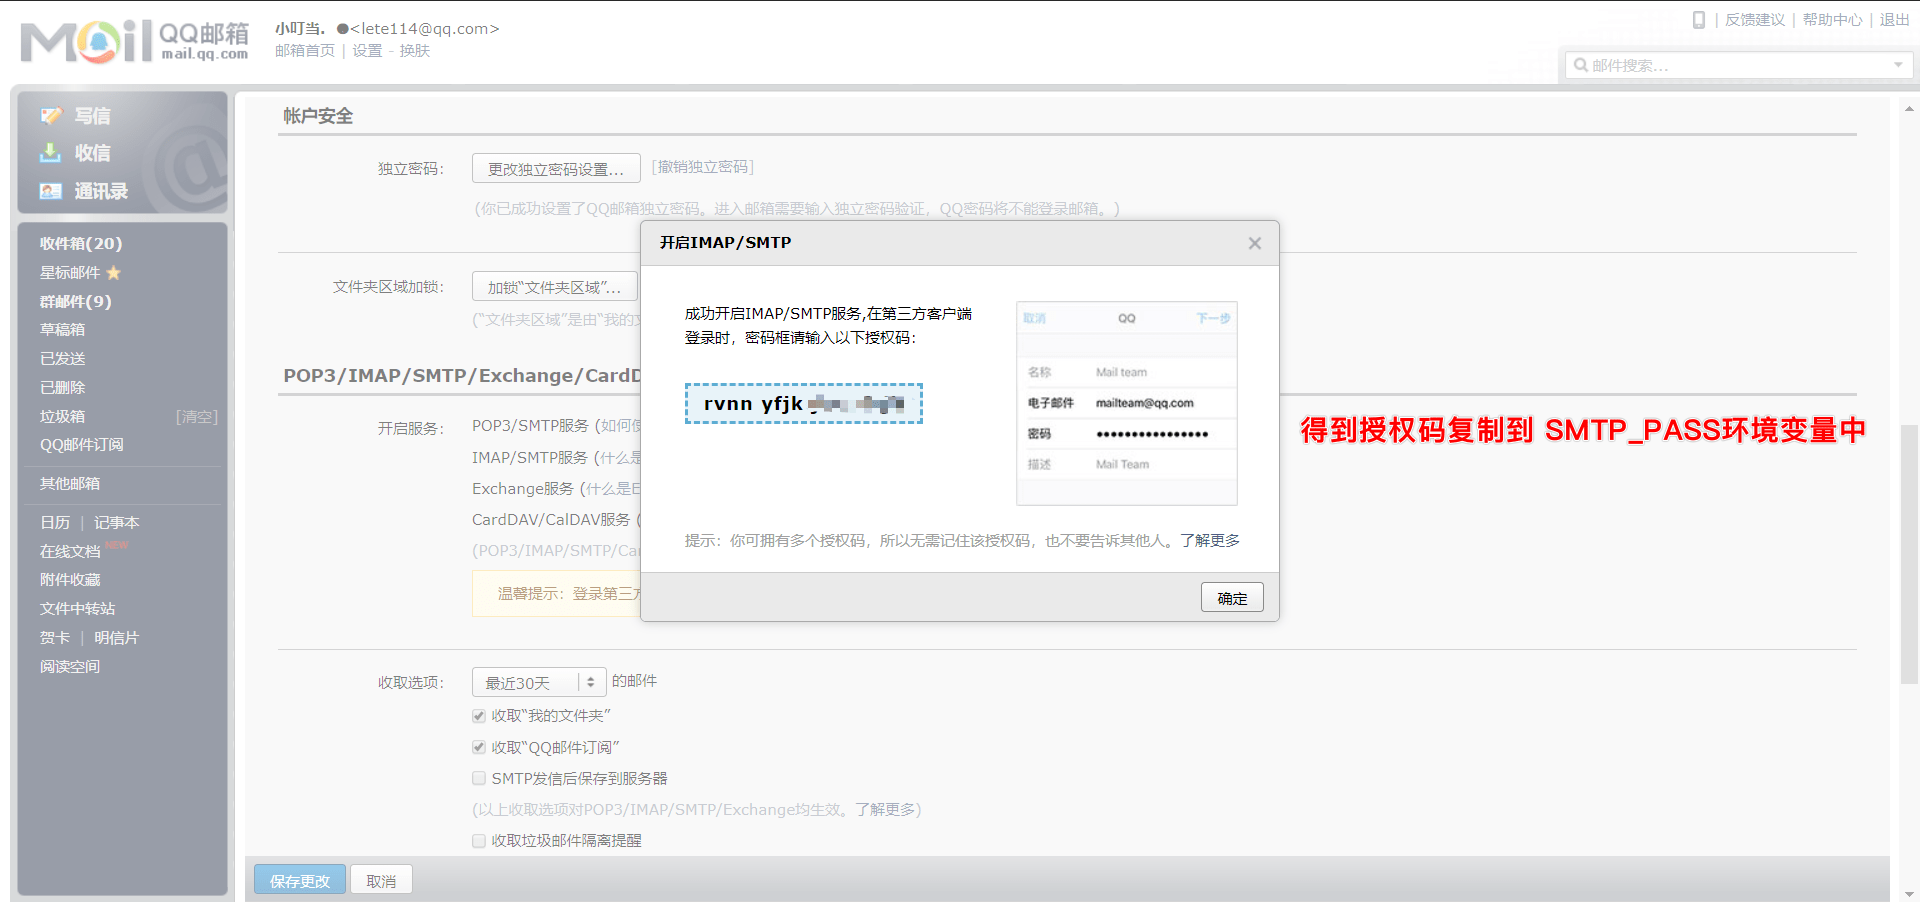 Mail QQ邮箱
mail.qq.com
小叮当. ●<lete114@qq.com>
邮箱首页 | 设置 - 换肤
| 反馈建议 | 帮助中心 | 退出
邮件搜索...
写信
收信
通讯录
收件箱(20)
星标邮件
群邮件(9)
草稿箱
已发送
已删除
垃圾箱 [清空]
QQ邮件订阅
其他邮箱
日历 | 记事本
在线文档 NEW
附件收藏
文件中转站
贺卡 | 明信片
阅读空间
帐户安全
独立密码： 更改独立密码设置... [撤销独立密码]
(你已成功设置了QQ邮箱独立密码。进入邮箱需要输入独立密码验证，QQ密码将不能登录邮箱。)
文件夹区域加锁： 加锁“文件夹区域”...
(“文件夹区域”是由“我的文
POP3/IMAP/SMTP/Exchange/CardD
开启服务： POP3/SMTP服务 (如何使
IMAP/SMTP服务 (什么是
Exchange服务 (什么是E
CardDAV/CalDAV服务 (
(POP3/IMAP/SMTP/Car
温馨提示：登录第三方
开启IMAP/SMTP
成功开启IMAP/SMTP服务,在第三方客户端
登录时，密码框请输入以下授权码：
rvnn yfjk
取消 QQ 下一步
名称 Mail team
电子邮件 mailteam@qq.com
密码 ••••••••••••••••
描述 Mail Team
提示：你可拥有多个授权码，所以无需记住该授权码，也不要告诉其他人。了解更多
确定
得到授权码复制到 SMTP_PASS环境变量中
收取选项： 最近30天 的邮件
收取“我的文件夹”
收取“QQ邮件订阅”
SMTP发信后保存到服务器
(以上收取选项对POP3/IMAP/SMTP/Exchange均生效。了解更多)
收取垃圾邮件隔离提醒
保存更改 取消